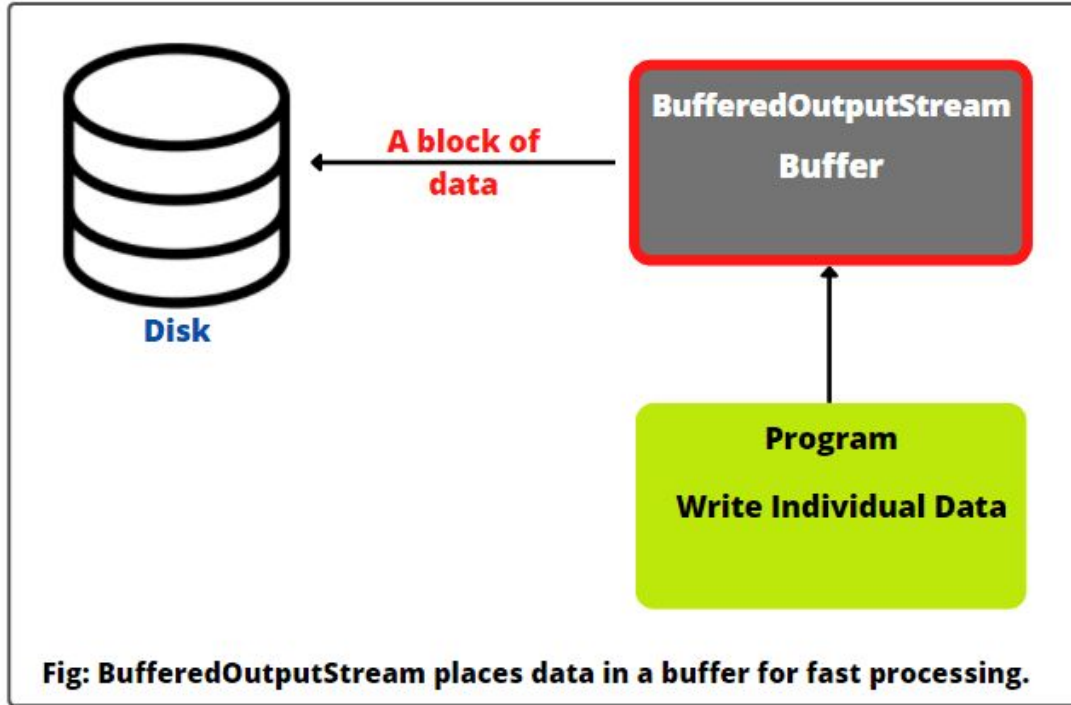 BufferedOutputStream
Buffer
A block of
data
Disk
Program
Write Individual Data
Fig: BufferedOutputStream places data in a buffer for fast processing.